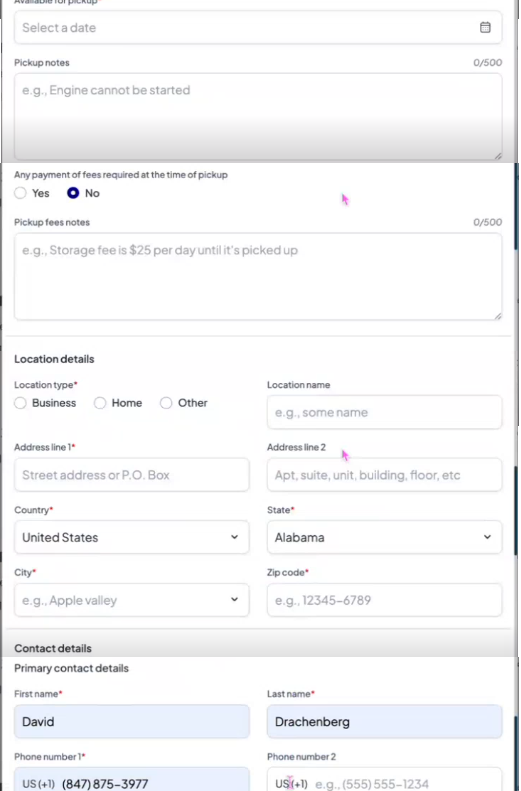 Available for pickup*
Select a date
Pickup notes 0/500
e.g., Engine cannot be started
Any payment of fees required at the time of pickup
Yes No
Pickup fees notes 0/500
e.g., Storage fee is $25 per day until it's picked up
Location details
Location type* Location name
Business Home Other e.g., some name
Address line 1* Address line 2
Street address or P.O. Box Apt, suite, unit, building, floor, etc
Country* State*
United States Alabama
City* Zip code*
e.g., Apple valley e.g., 12345-6789
Contact details
Primary contact details
First name* Last name*
David Drachenberg
Phone number 1* Phone number 2
US (+1) (847) 875-3977 US (+1) e.g., (555) 555-1234